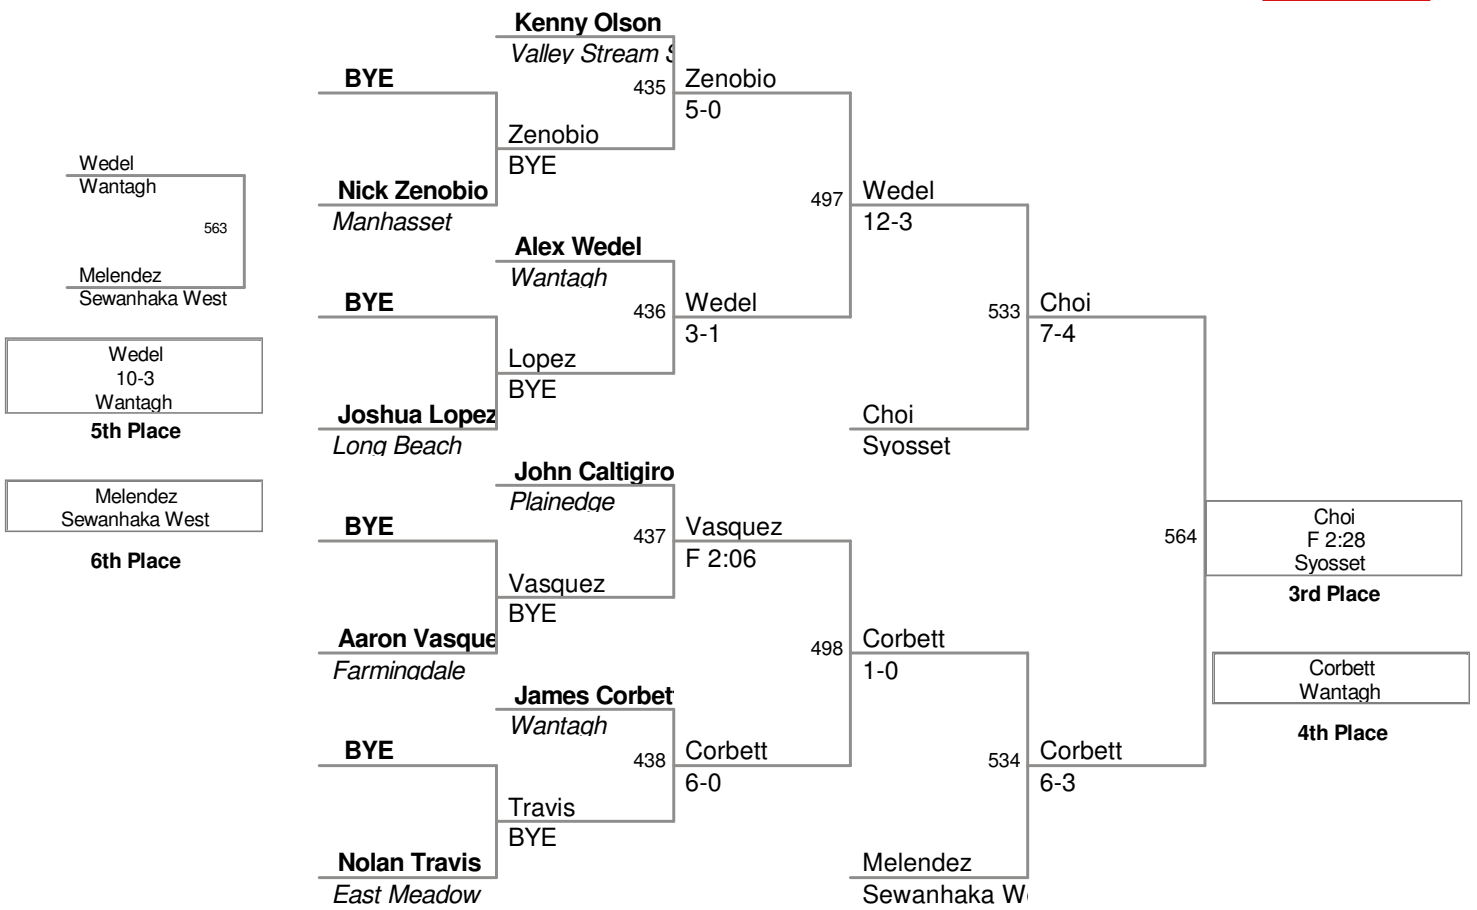 Kenny Olson
Valley Stream S
BYE
435
Zenobio
5-0
Zenobio
BYE
Nick Zenobio
Manhasset
497
Wedel
12-3
Alex Wedel
Wantagh
BYE
436
Wedel
3-1
533
Choi
7-4
Lopez
BYE
Joshua Lopez
Long Beach
Choi
Syosset
John Caltigiro
Plainedge
BYE
437
Vasquez
F 2:06
Vasquez
BYE
Aaron Vasque
Farmingdale
498
Corbett
1-0
James Corbet
Wantagh
BYE
438
Corbett
6-0
534
Corbett
6-3
Travis
BYE
Nolan Travis
East Meadow
Melendez
Sewanhaka W
564
Choi
F 2:28
Syosset
3rd Place
Corbett
Wantagh
4th Place
Wedel
Wantagh
563
Melendez
Sewanhaka West
Wedel
10-3
Wantagh
5th Place
Melendez
Sewanhaka West
6th Place